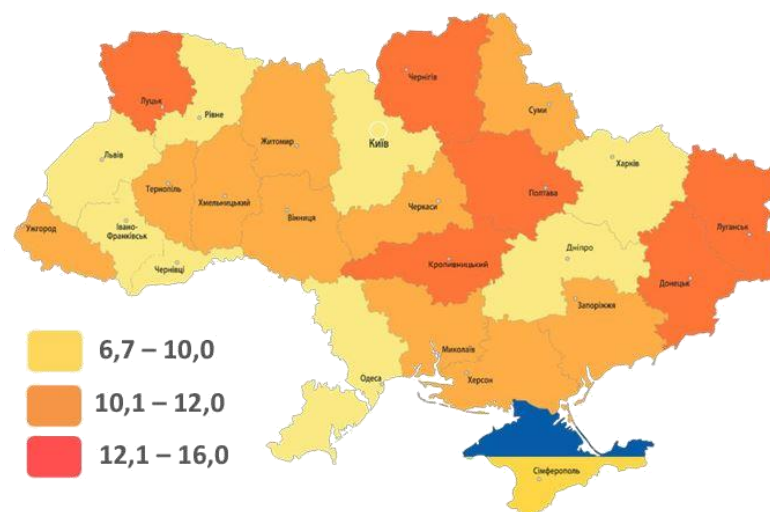 Чернігів
Луцьк
Суми
Рівне
Житомир
Київ
Львів
Харків
Тернопіль
Хмельницький
Полтава
Вінниця
Черкаси
Івано-
Франківськ
Ужгород
Луганськ
Дніпро
Чернівці
Кропивницький
Донецьк
Запоріжжя
6,7 – 10,0
Миколаїв
Херсон
Одеса
10,1 – 12,0
12,1 – 16,0
Сімферополь